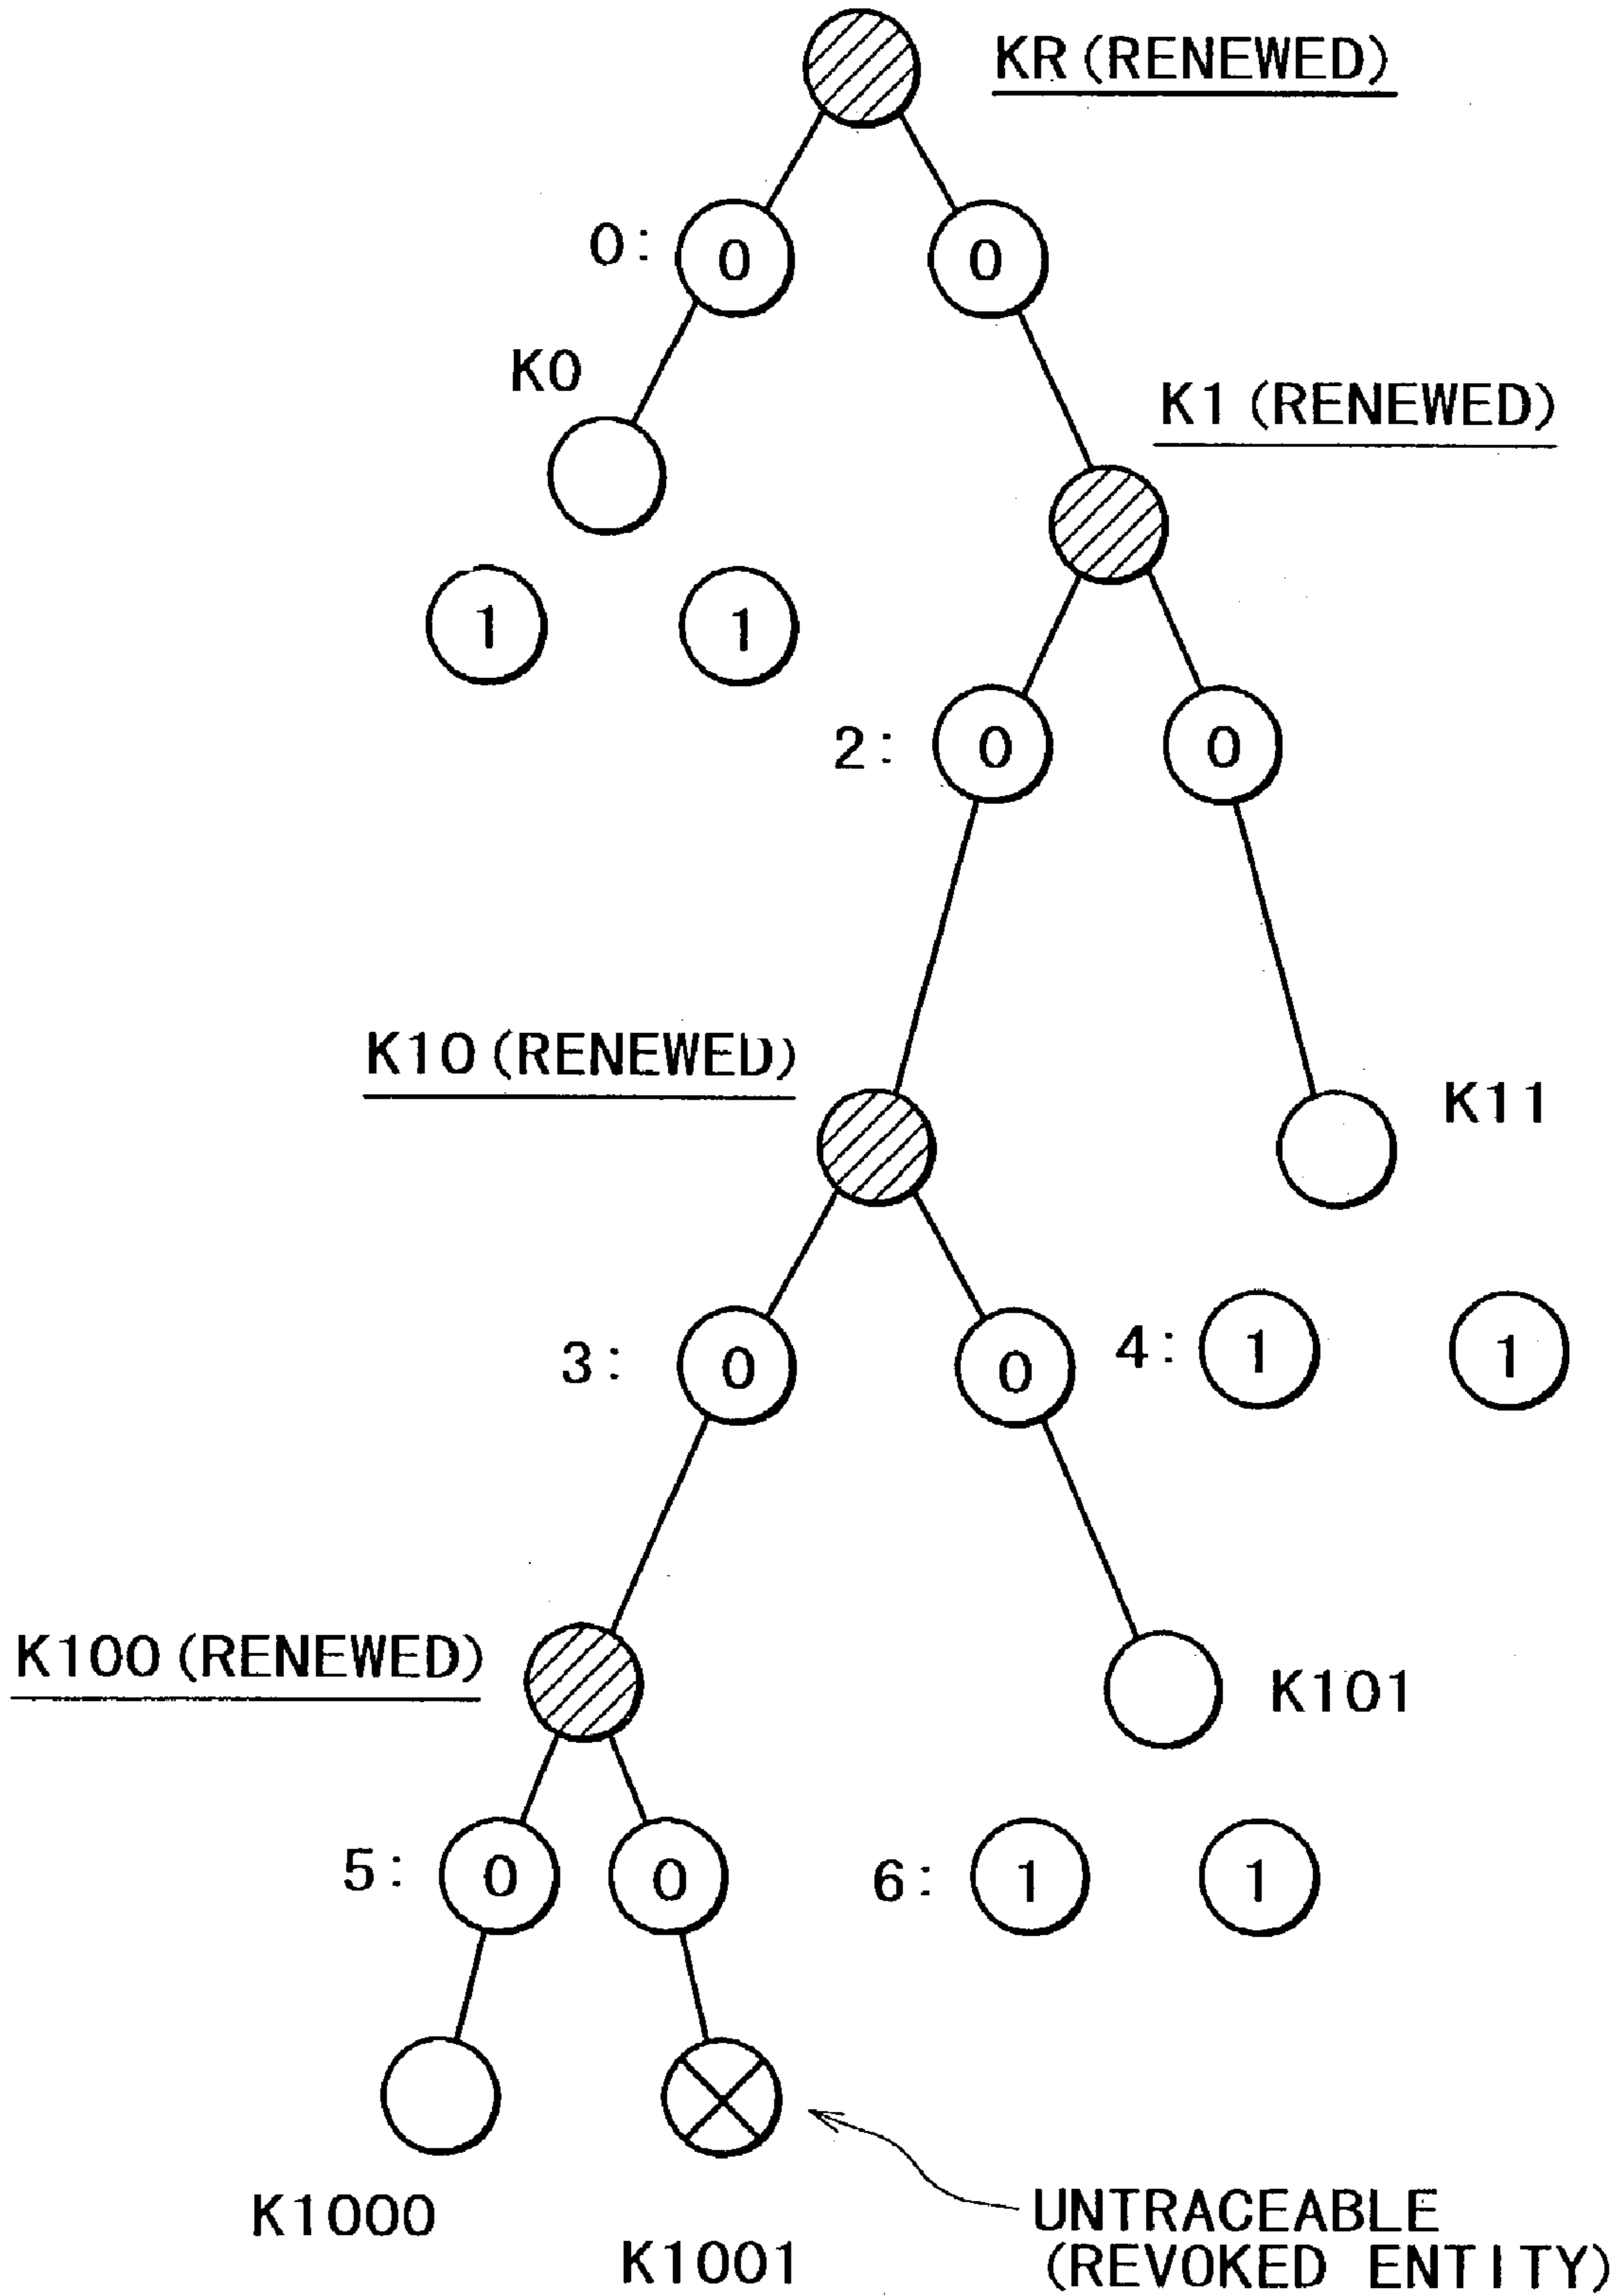 KR (RENEWED)
0: 0 0
K0
K1 (RENEWED)
1 1
2: 0 0
K10 (RENEWED)
K11
3: 0 0 4: 1 1
K100 (RENEWED)
K101
5: 0 0 6: 1 1
K1000
K1001
UNTRACEABLE
(REVOKED ENTITY)